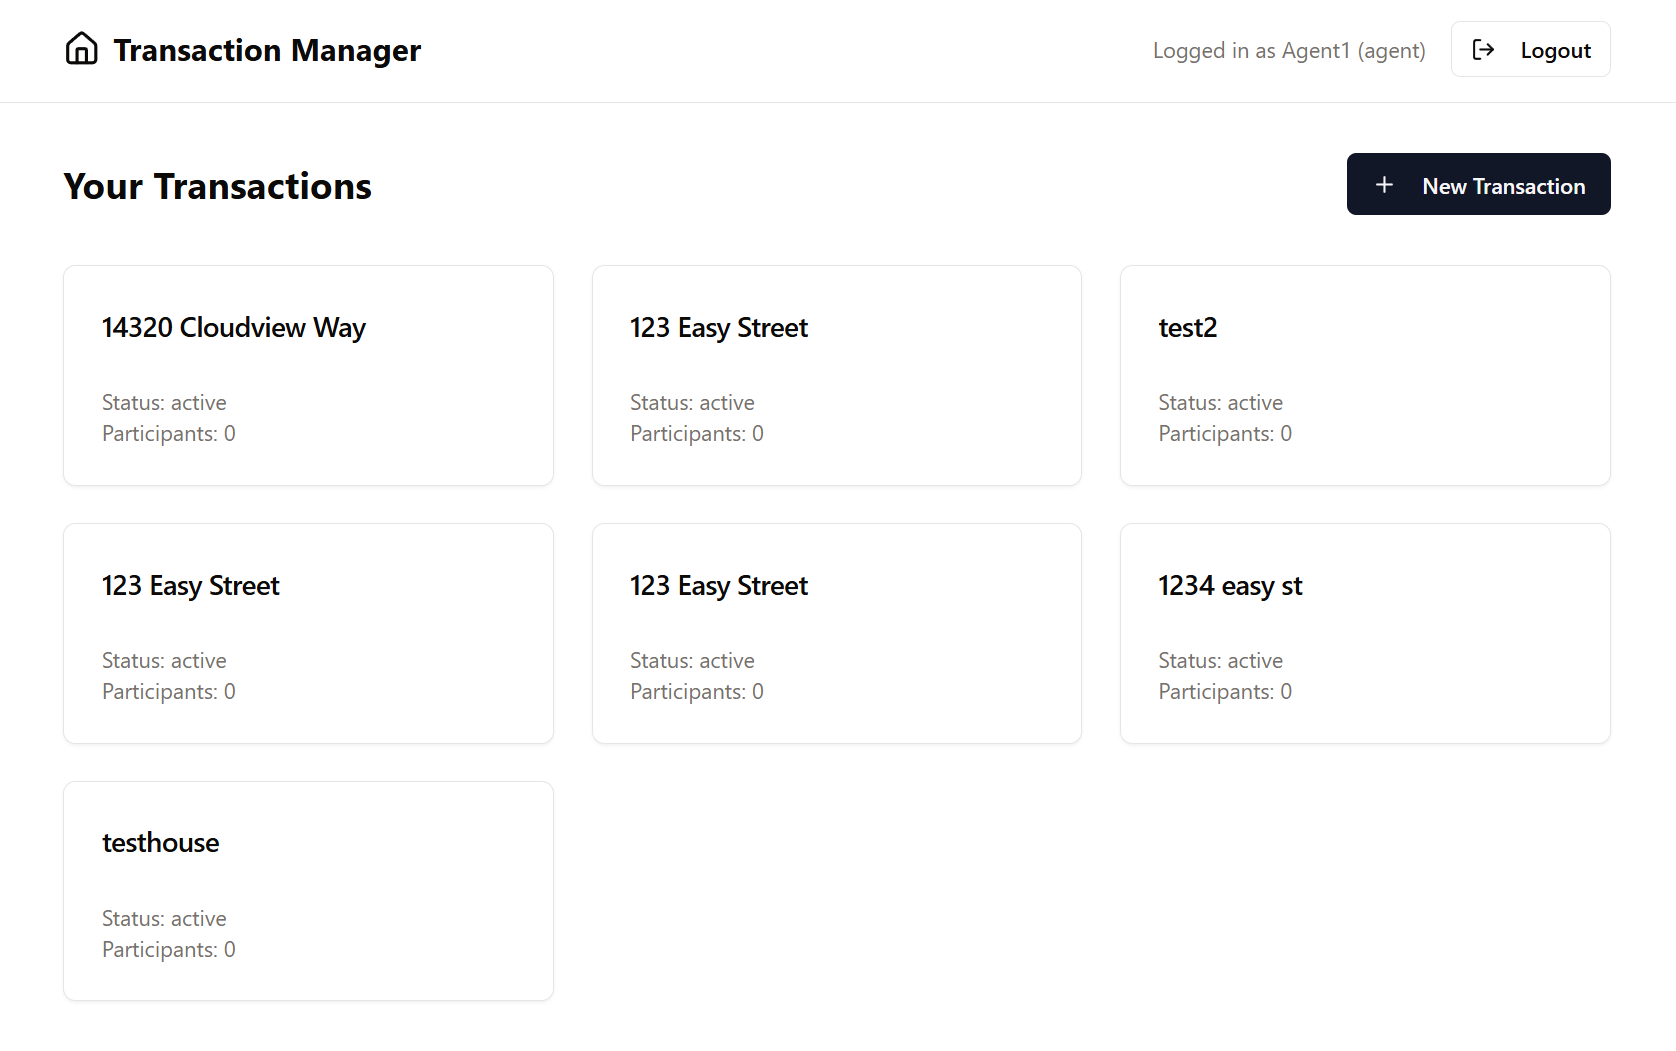 Transaction Manager
Logged in as Agent1 (agent)
Logout
Your Transactions
New Transaction
14320 Cloudview Way
Status: active
Participants: 0
123 Easy Street
Status: active
Participants: 0
test2
Status: active
Participants: 0
123 Easy Street
Status: active
Participants: 0
123 Easy Street
Status: active
Participants: 0
1234 easy st
Status: active
Participants: 0
testhouse
Status: active
Participants: 0